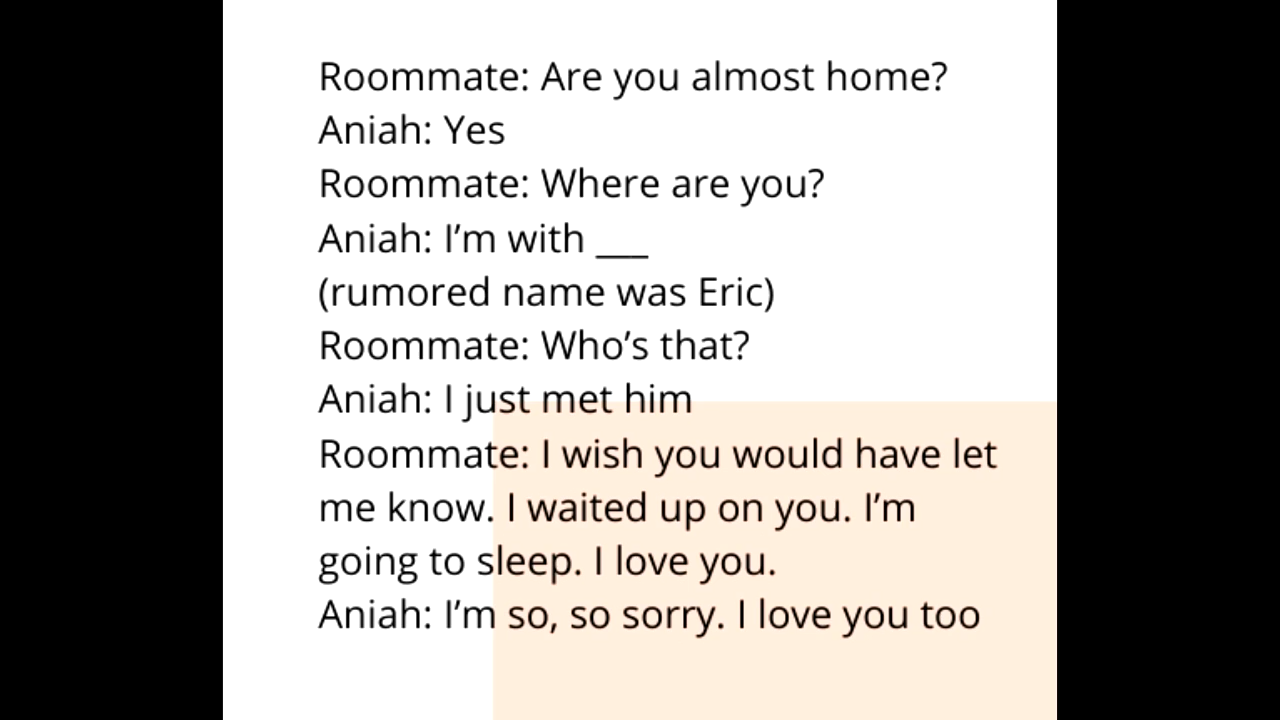 Roommate: Are you almost home?
Aniah: Yes
Roommate: Where are you?
Aniah: I’m with ___
(rumored name was Eric)
Roommate: Who’s that?
Aniah: I just met him
Roommate: I wish you would have let
me know. I waited up on you. I’m
going to sleep. I love you.
Aniah: I’m so, so sorry. I love you too